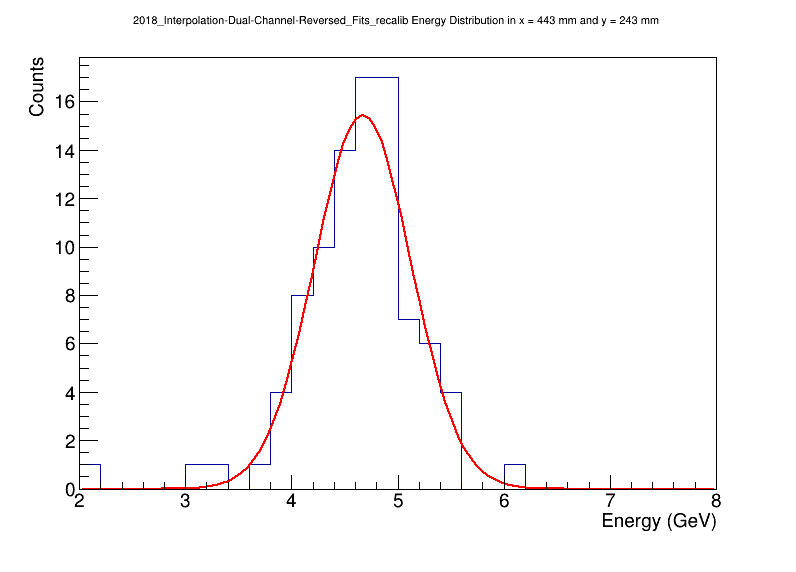 2018_Interpolation-Dual-Channel-Reversed_Fits_recalib Energy Distribution in x = 443 mm and y = 243 mm
Counts
16
14
12
10
8
6
4
2
0
2 3 4 5 6 7 8
Energy (GeV)